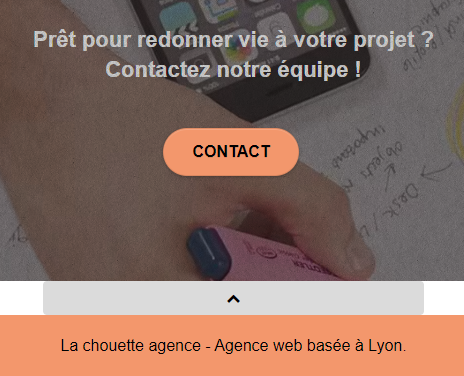 Prêt pour redonner vie à votre projet ?
Contactez notre équipe !
CONTACT
La chouette agence - Agence web basée à Lyon.